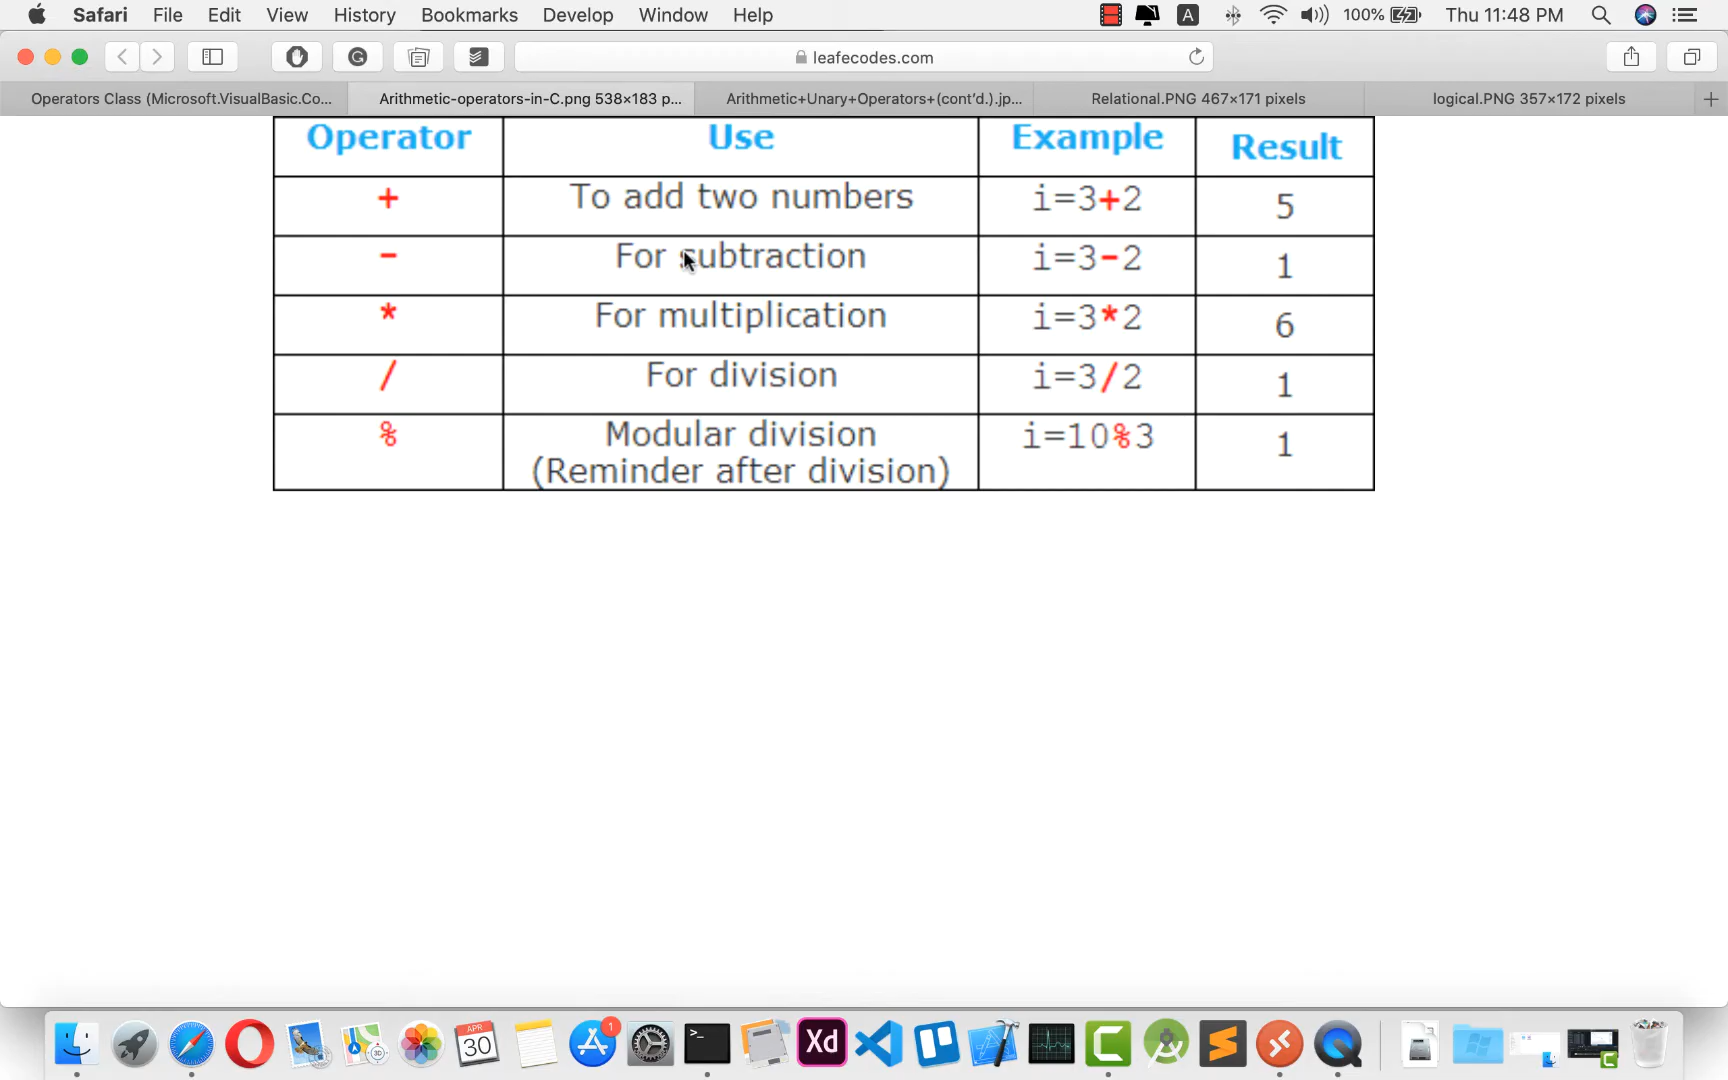 Safari File Edit View History Bookmarks Develop Window Help A 100% Thu 11:48 PM
leafecodes.com
Operators Class (Microsoft.VisualBasic.Co... Arithmetic-operators-in-C.png 538×183 p... Arithmetic+Unary+Operators+(cont'd.).jp... Relational.PNG 467×171 pixels logical.PNG 357×172 pixels
Operator Use Example Result
+ To add two numbers i=3+2 5
- For subtraction i=3-2 1
* For multiplication i=3*2 6
/ For division i=3/2 1
% Modular division i=10%3 1
(Reminder after division)
APR
30
3D
1
>_
Xd